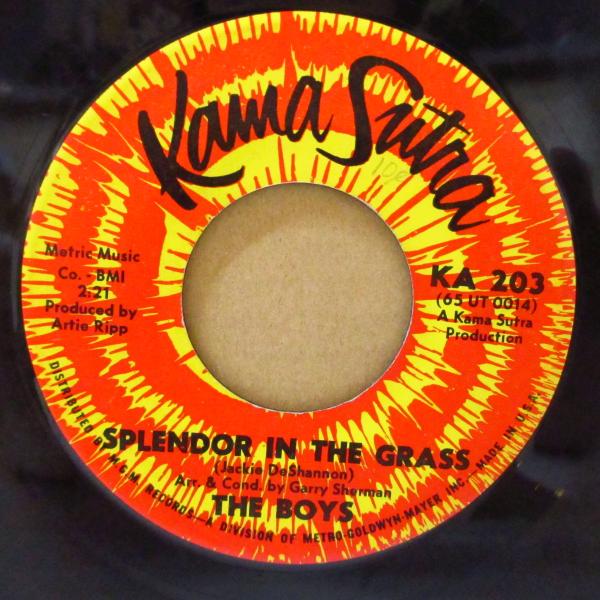 Kama Sutra
Metric Music
Co. - BMI
2:21
Produced by
Artie Ripp
KA 203
(65 UT 0014)
A Kama Sutra
Production
SPLENDOR IN THE GRASS
(Jackie DeShannon)
Arr. & Cond. by Garry Sherman
THE BOYS
DISTRIBUTED BY M.G.M. RECORDS—A DIVISION OF METRO-GOLDWYN-MAYER INC. MADE IN U.S.A.